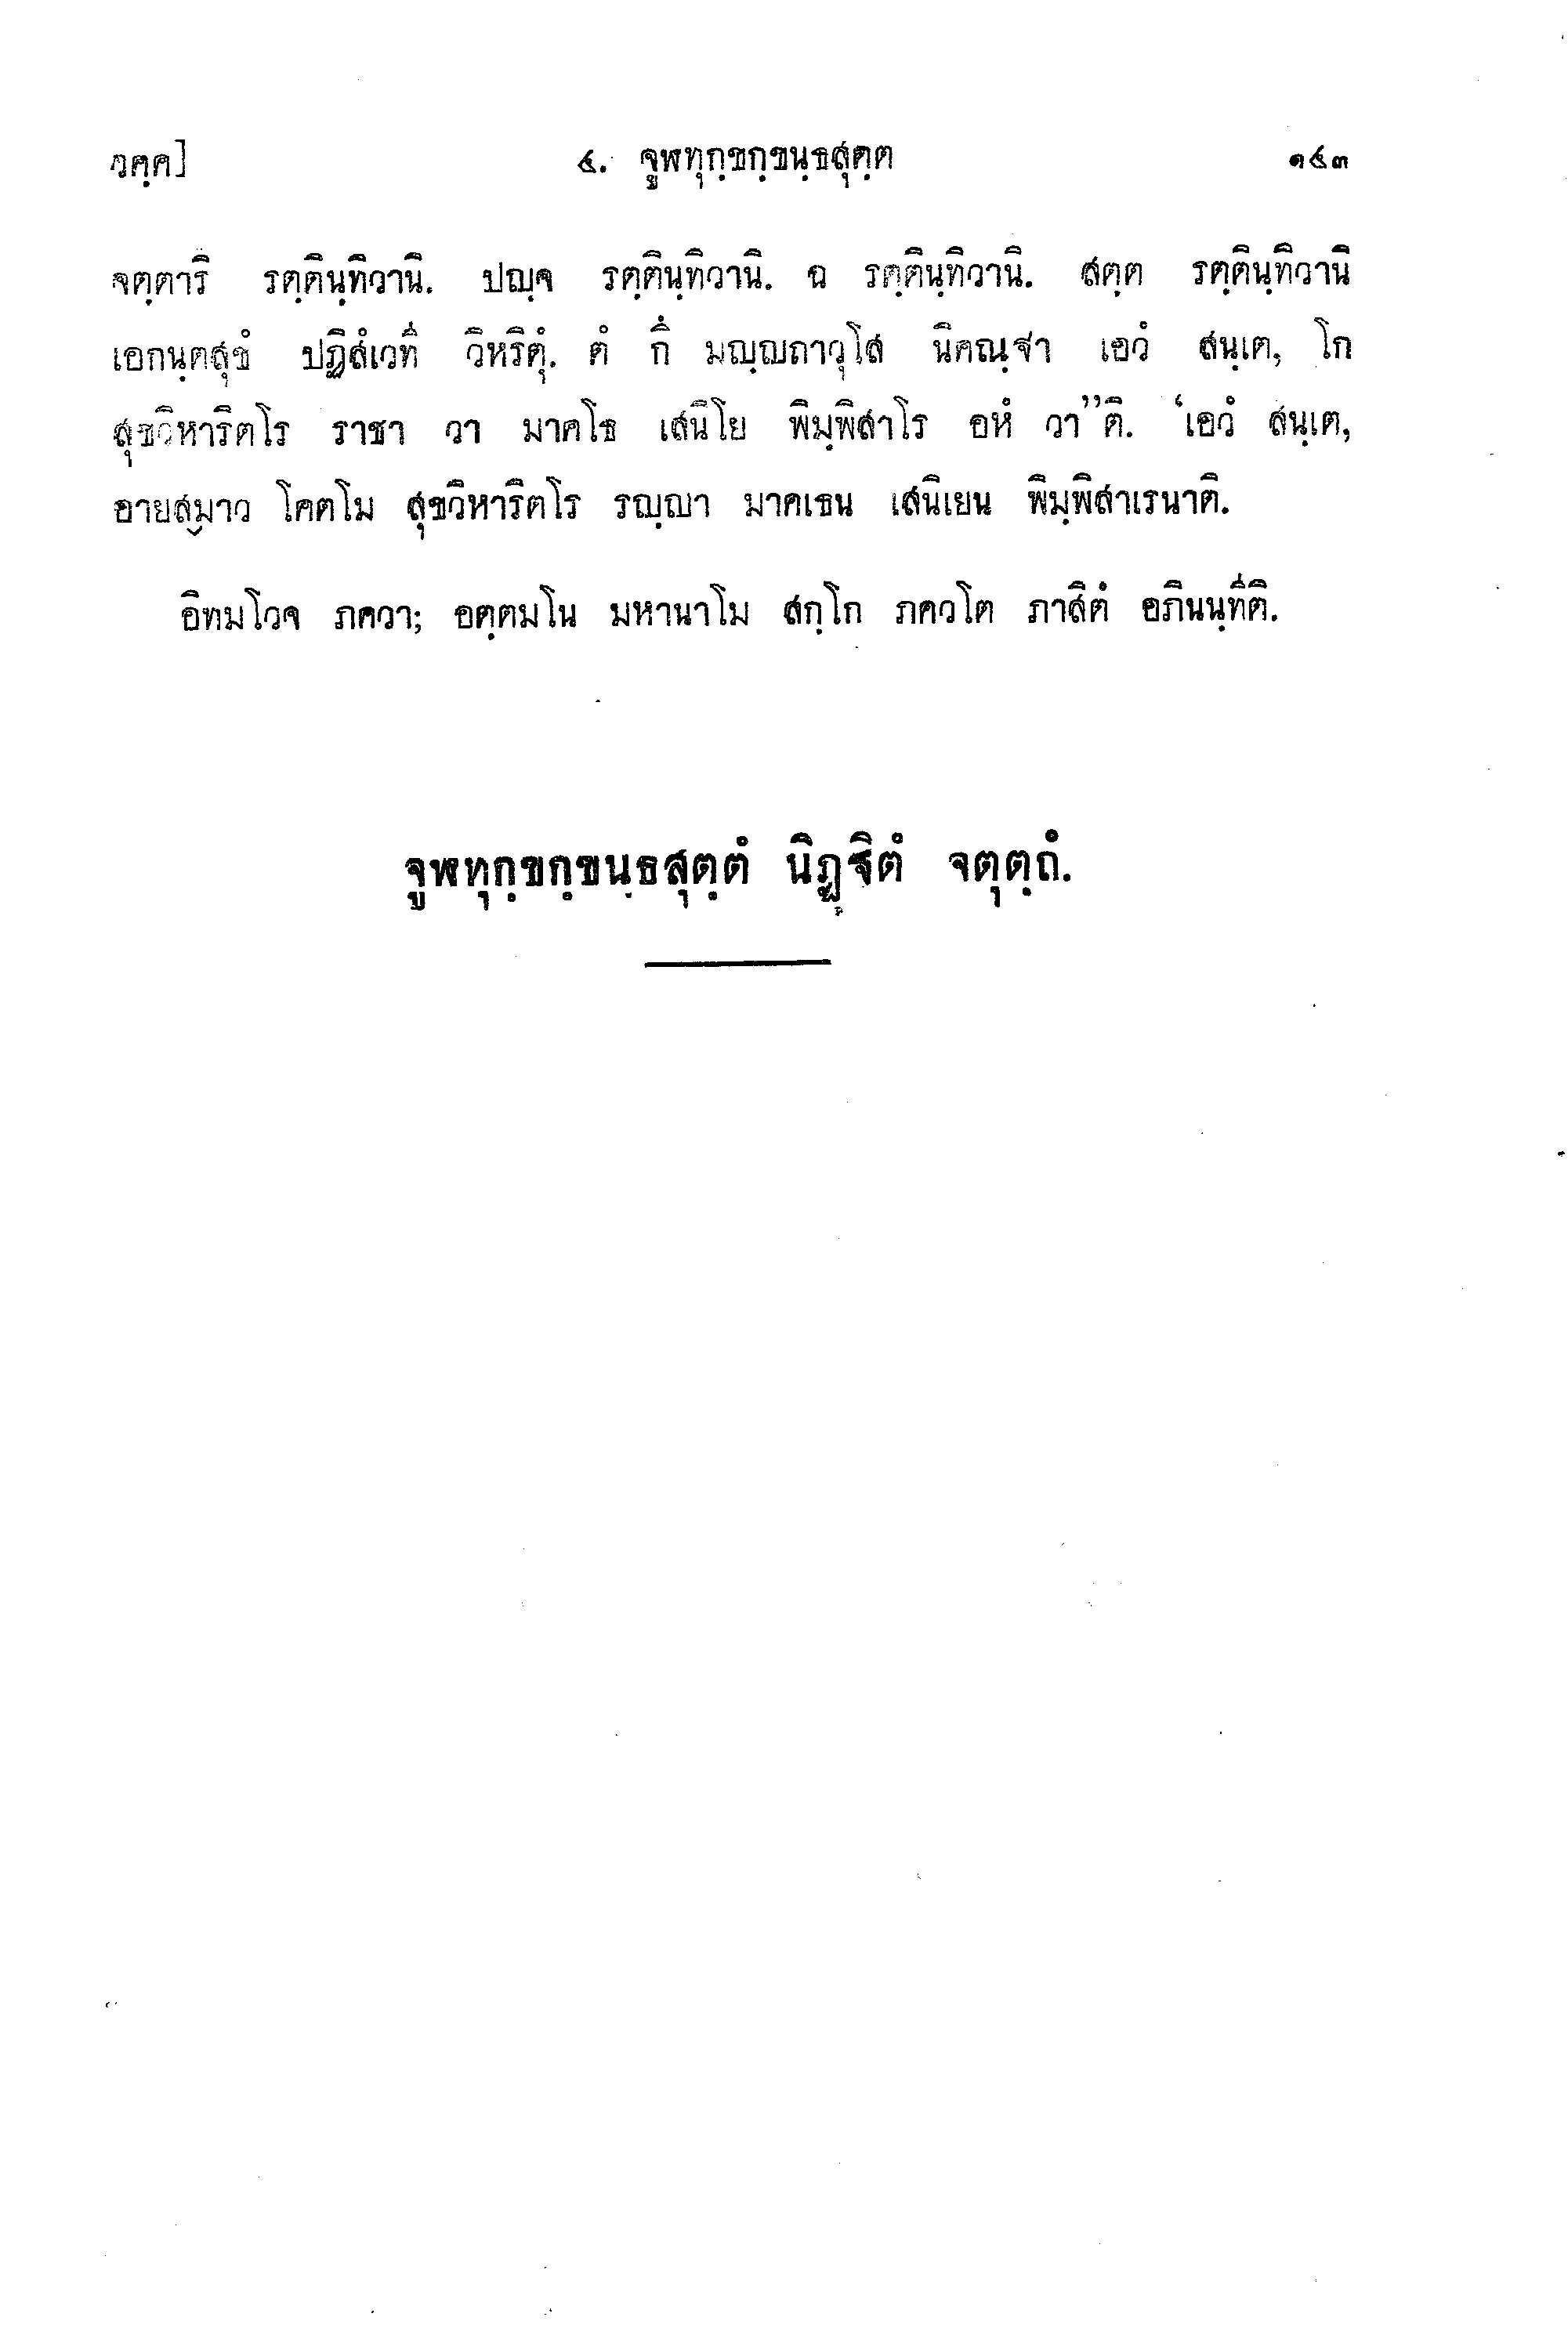 วคฺค] ๔. จูฬทุกฺขกฺขนฺธสุตฺต ๑๘๓
จตฺตาริ รตฺตินฺทิวานิ. ปญฺจ รตฺตินฺทิวานิ. ฉ รตฺตินฺทิวานิ. สตฺต รตฺตินฺทิวานิ
เอกนฺตสุขํ ปฏิสํเวที วิหริตุํ. ตํ กึ มญฺญถาวุโส นิคณฺฐา เอวํ สนฺเต, โก
สุขวิหาริตโร ราชา วา มาคโธ เสนิโย พิมฺพิสาโร อหํ วา”ติ. ‘เอวํ สนฺเต,
อายสฺมาว โคตโม สุขวิหาริตโร รญฺญา มาคเธน เสนิเยน พิมฺพิสาเรนาติ.
อิทมโวจ ภควา; อตฺตมโน มหานาโม สกฺโก ภควโต ภาสิตํ อภินนฺทีติ.
จูฬทุกฺขกฺขนฺธสุตฺตํ นิฏฺฐิตํ จตุตฺถํ.